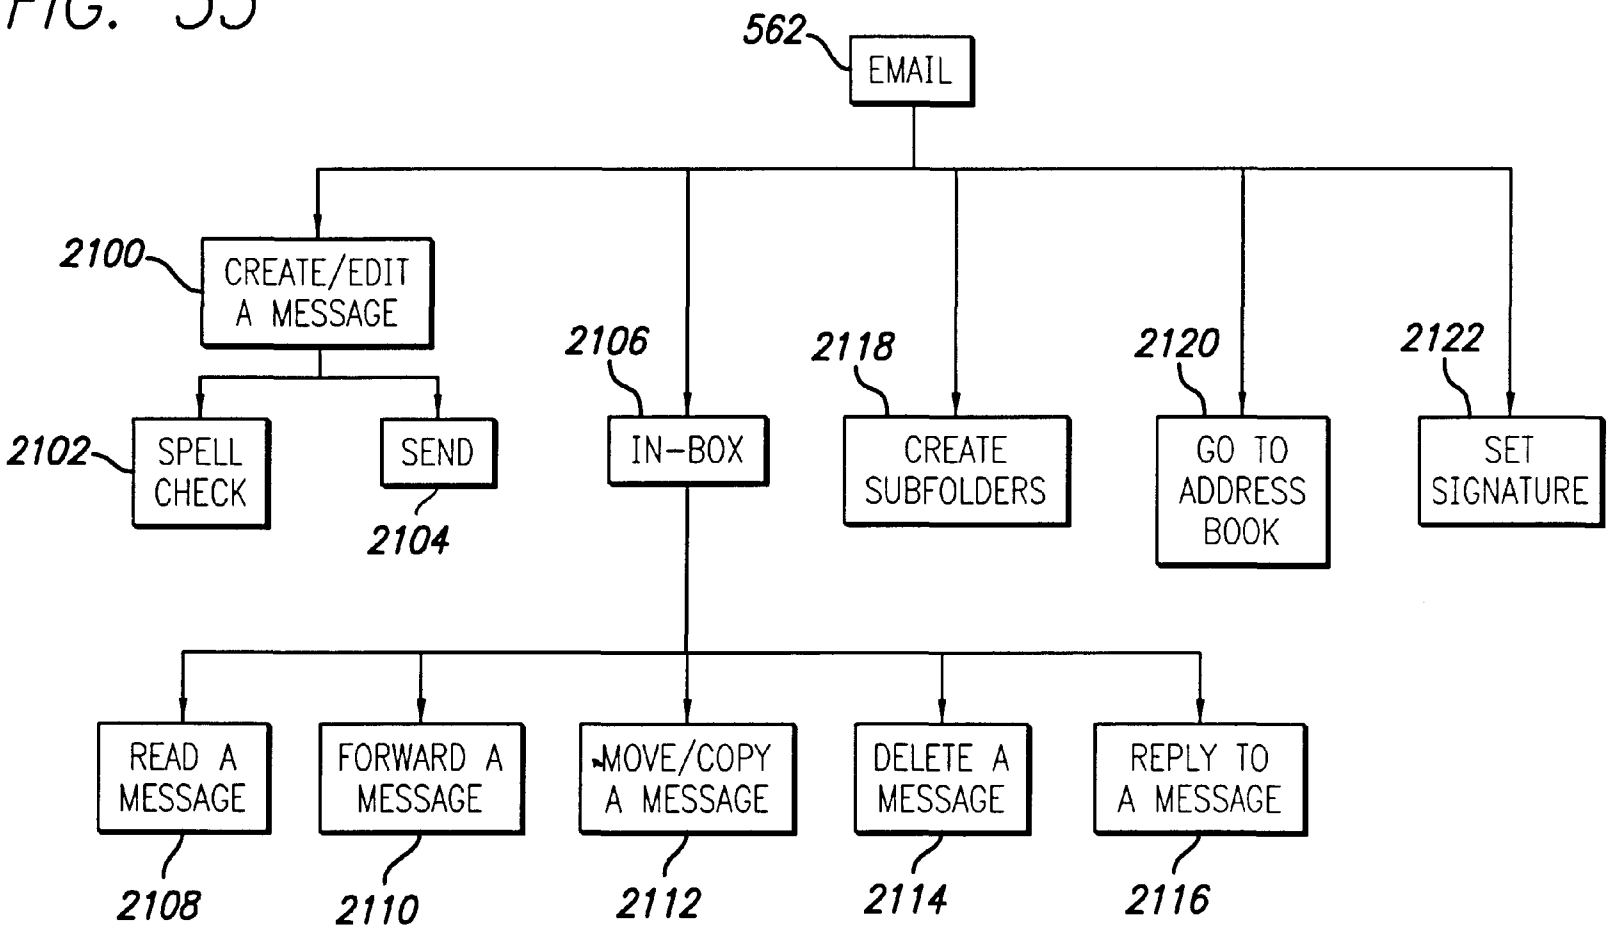 FIG. 55
562
EMAIL
2100
CREATE/EDIT
A MESSAGE
2106
2118
2120
2122
2102
SPELL
CHECK
SEND
2104
IN-BOX
CREATE
SUBFOLDERS
GO TO
ADDRESS
BOOK
SET
SIGNATURE
READ A
MESSAGE
FORWARD A
MESSAGE
MOVE/COPY
A MESSAGE
DELETE A
MESSAGE
REPLY TO
A MESSAGE
2108
2110
2112
2114
2116